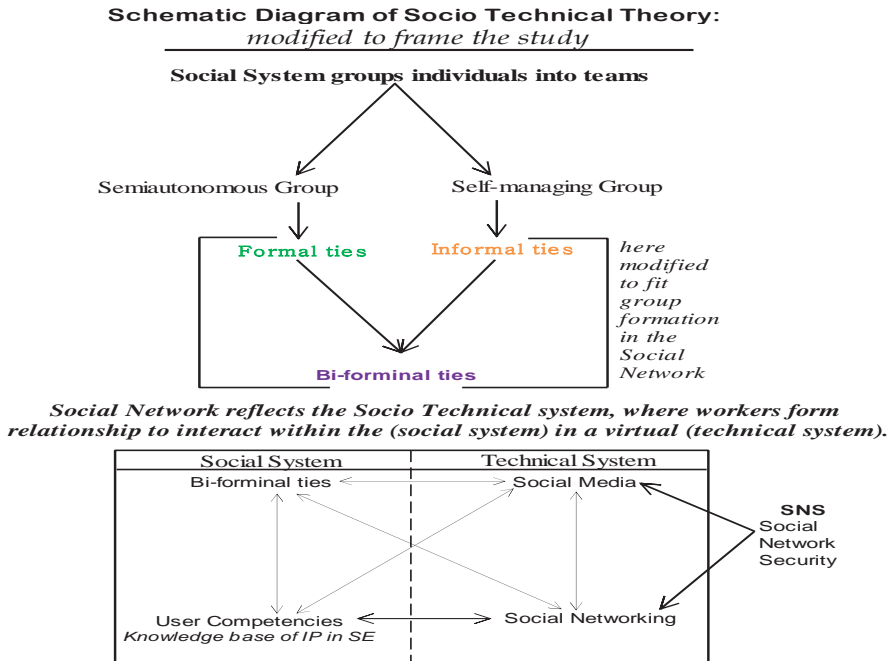 Schematic Diagram of Socio Technical Theory:
modified to frame the study
Social System groups individuals into teams
Semiautonomous Group
Self-managing Group
Formal ties
Informal ties
here
modified
to fit
group
formation
in the
Social
Network
Bi-forminal ties
Social Network reflects the Socio Technical system, where workers form
relationship to interact within the (social system) in a virtual (technical system).
Social System
Technical System
Bi-forminal ties
Social Media
SNS
Social
Network
Security
User Competencies
Knowledge base of IP in SE
Social Networking